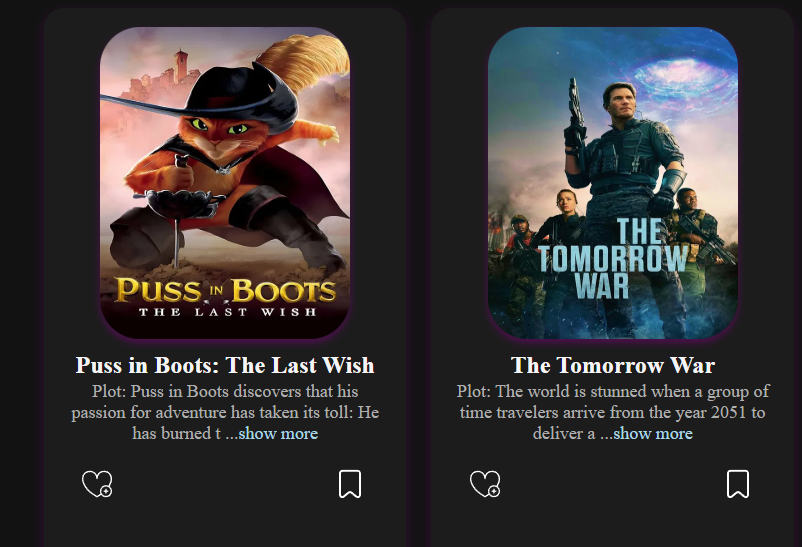 PUSS IN BOOTS
THE LAST WISH
Puss in Boots: The Last Wish
Plot: Puss in Boots discovers that his
passion for adventure has taken its toll: He
has burned t ...show more
THE
TOMORROW
WAR
The Tomorrow War
Plot: The world is stunned when a group of
time travelers arrive from the year 2051 to
deliver a ...show more